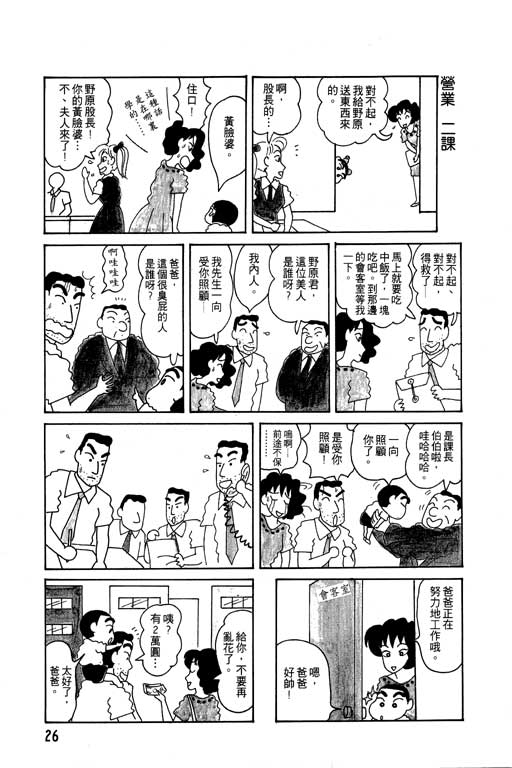 營業二課
對不起，
我給野原
送東西來
的。
啊，
股長的…
黃臉婆。
住口！
這種話
是在哪裏
學的……
野原股長！
你的黃臉婆…
不、夫人來了！
對不起、
對不起，
得救了…
馬上就要吃
中飯了，一塊
吃吧。到那邊
的會客室等我
一下。
野原君，
這位美人
是誰呀？
我內人。
我先生一向
受你照顧…
爸爸，
這個很臭屁的人
是誰呀？
啊哇哇哇
是課長
伯伯啦，
哇哈哈哈。
一向
照顧
你了。
是受你
照顧！
嗚啊…
前途不保
………
爸爸正在
努力地工作哦。
會客室
嗯，
爸爸
好帥！
給你，不要再
亂花了。
咦？
有2萬圓…
太好了，
爸爸。
26